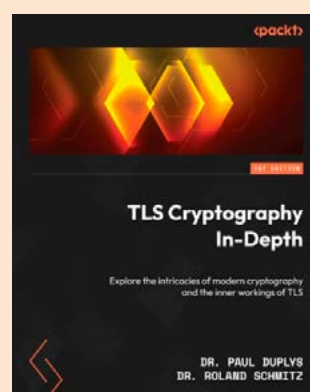 <packt>
1ST EDITION
TLS Cryptography
In-Depth
Explore the intricacies of modern cryptography
and the inner workings of TLS
DR. PAUL DUPLYS
DR. ROLAND SCHMITZ